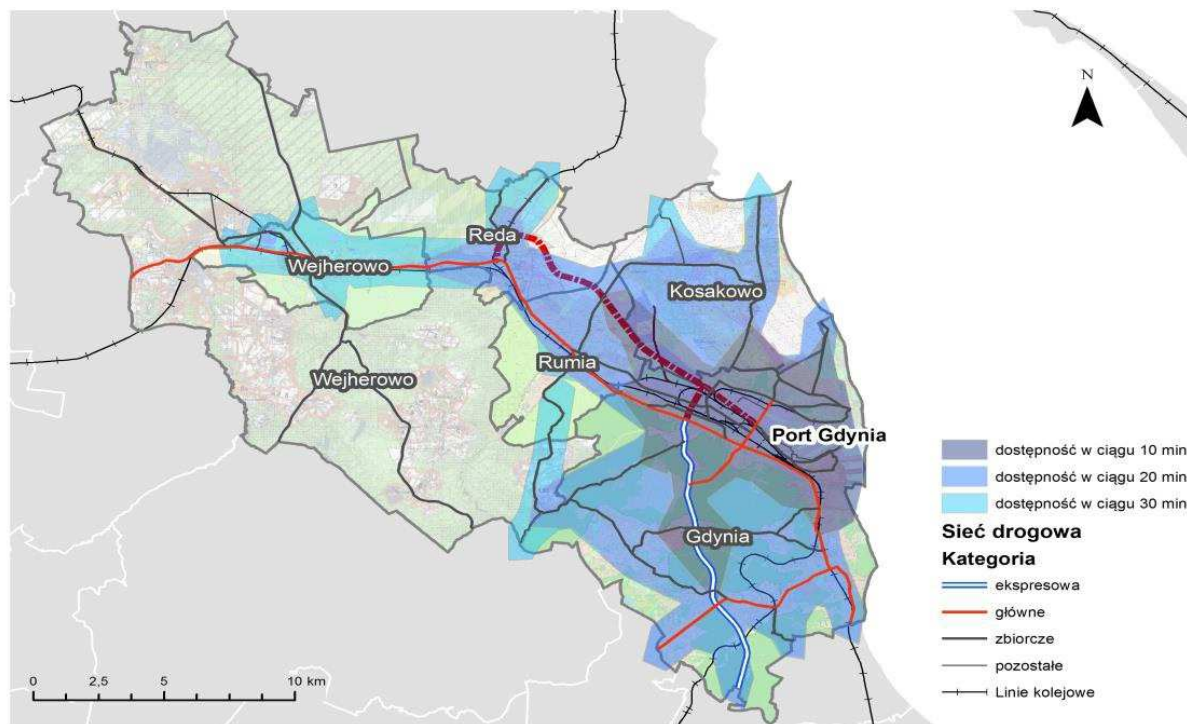 N
Reda
Wejherowo
Kosakowo
Rumia
Wejherowo
Port Gdynia
Gdynia
dostępność w ciągu 10 min
dostępność w ciągu 20 min
dostępność w ciągu 30 min
Sieć drogowa
Kategoria
ekspresowa
główne
zbiorcze
pozostałe
Linie kolejowe
0 2,5 5 10 km